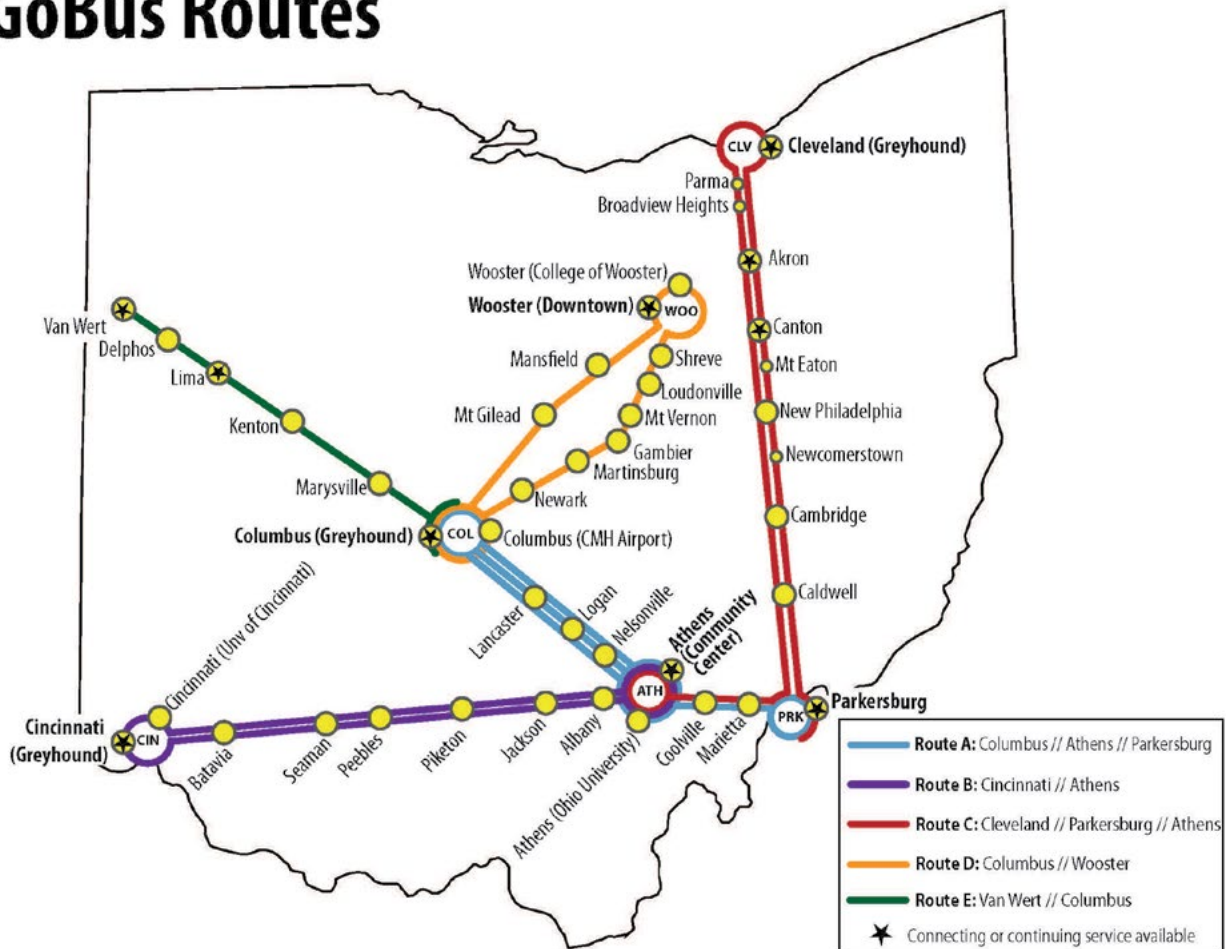 GoBus Routes
CLV
Cleveland (Greyhound)
Parma
Broadview Heights
Akron
Wooster (College of Wooster)
Wooster (Downtown)
WOO
Van Wert
Canton
Delphos
Mansfield
Shreve
Mt Eaton
Lima
Loudonville
Kenton
Mt Gilead
Mt Vernon
New Philadelphia
Gambier
Newcomerstown
Martinsburg
Marysville
Newark
Cambridge
Columbus (Greyhound)
COL
Columbus (CMH Airport)
Caldwell
Lancaster
Logan
Nelsonville
Athens
(Community
Center)
Cincinnati (Unv of Cincinnati)
ATH
PRK
Parkersburg
Cincinnati
(Greyhound)
CIN
Batavia
Seaman
Peebles
Piketon
Jackson
Albany
Athens (Ohio University)
Coolville
Marietta
Route A: Columbus // Athens // Parkersburg
Route B: Cincinnati // Athens
Route C: Cleveland // Parkersburg // Athens
Route D: Columbus // Wooster
Route E: Van Wert // Columbus
Connecting or continuing service available